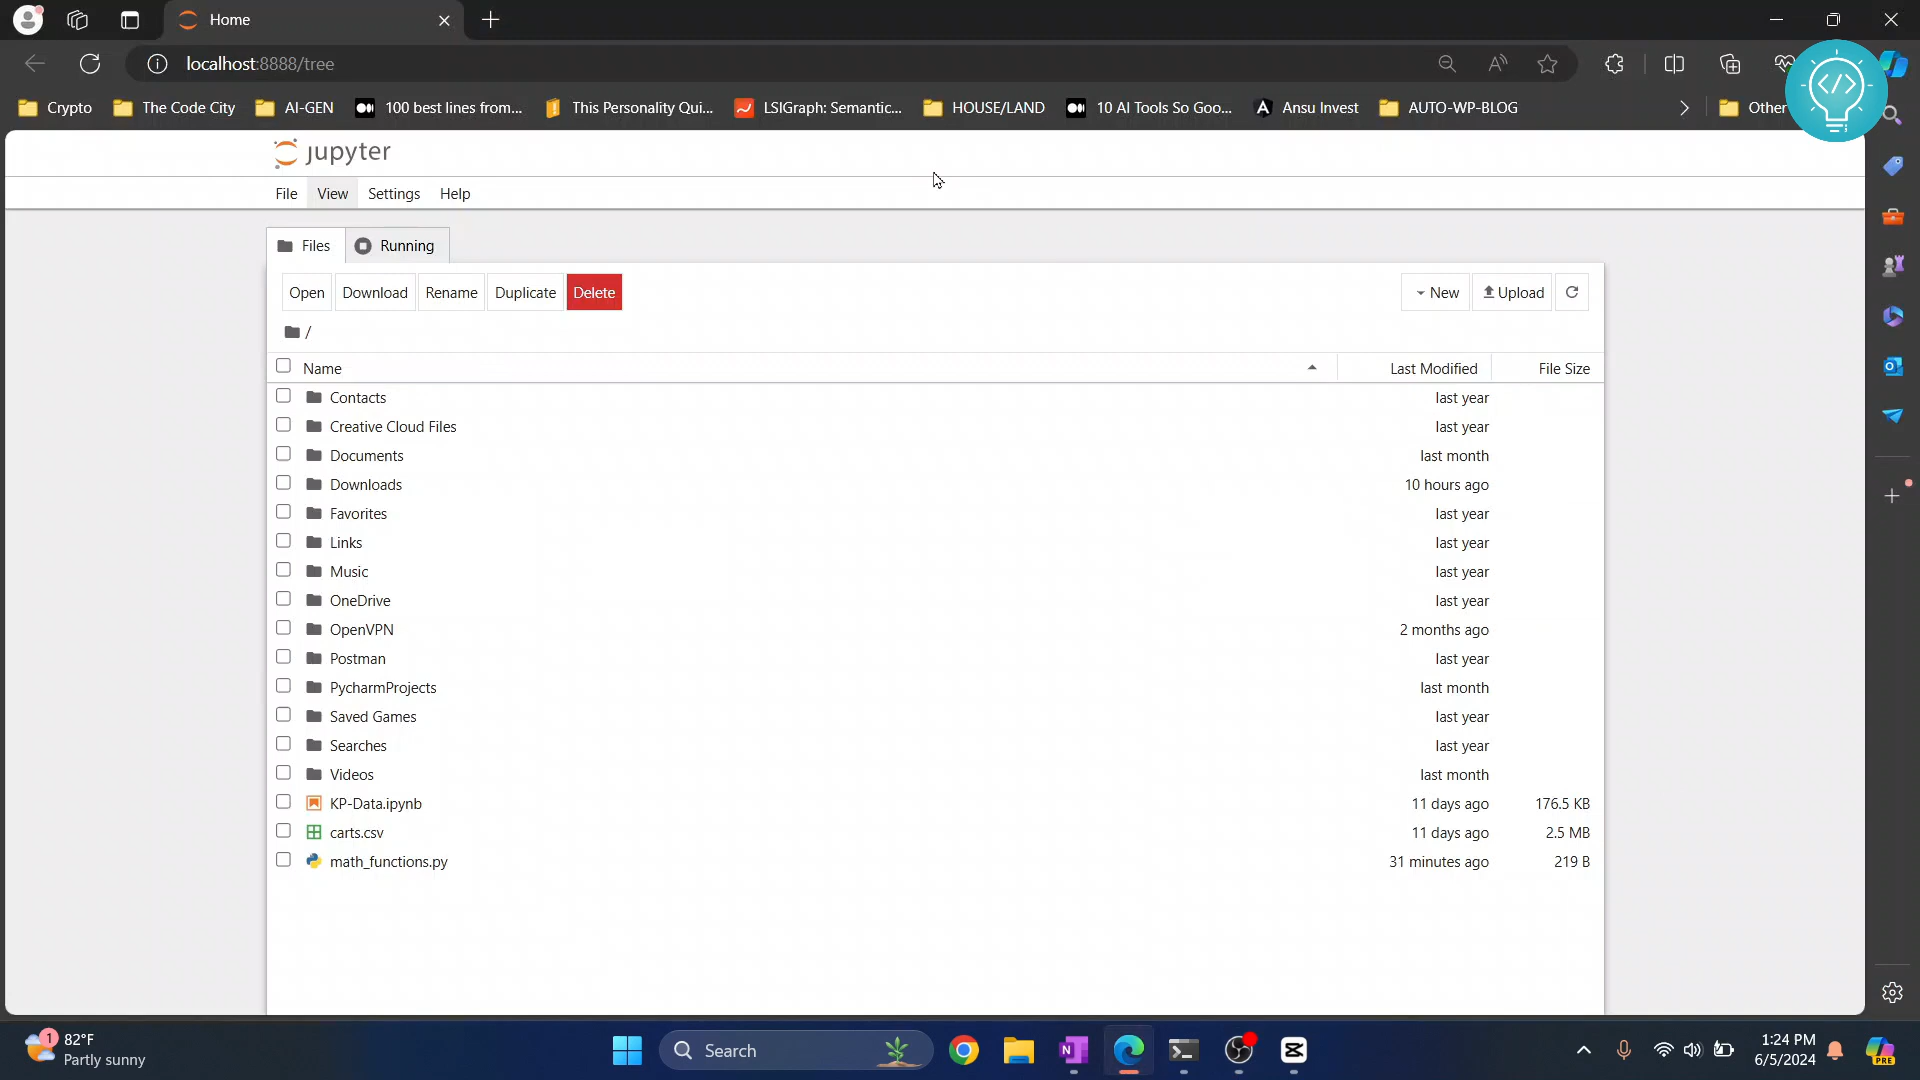 Home
localhost:8888/tree
Crypto The Code City AI-GEN 100 best lines from... This Personality Qui... LSIGraph: Semantic... HOUSE/LAND 10 AI Tools So Goo... Ansu Invest AUTO-WP-BLOG Other
jupyter
File View Settings Help
Files Running
Open Download Rename Duplicate Delete New Upload
/
Name Last Modified File Size
Contacts last year
Creative Cloud Files last year
Documents last month
Downloads 10 hours ago
Favorites last year
Links last year
Music last year
OneDrive last year
OpenVPN 2 months ago
Postman last year
PycharmProjects last month
Saved Games last year
Searches last year
Videos last month
KP-Data.ipynb 11 days ago 176.5 KB
carts.csv 11 days ago 2.5 MB
math_functions.py 31 minutes ago 219 B
1 82°F
Partly sunny
Search
1:24 PM
6/5/2024
PRE